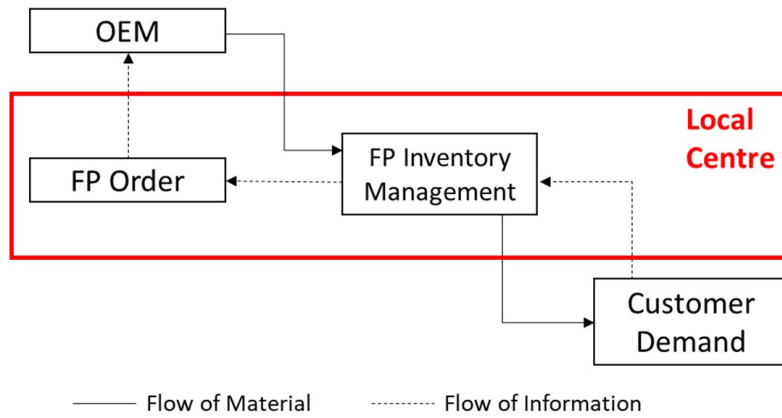 OEM
Local
Centre
FP Order
FP Inventory
Management
Customer
Demand
Flow of Material
Flow of Information